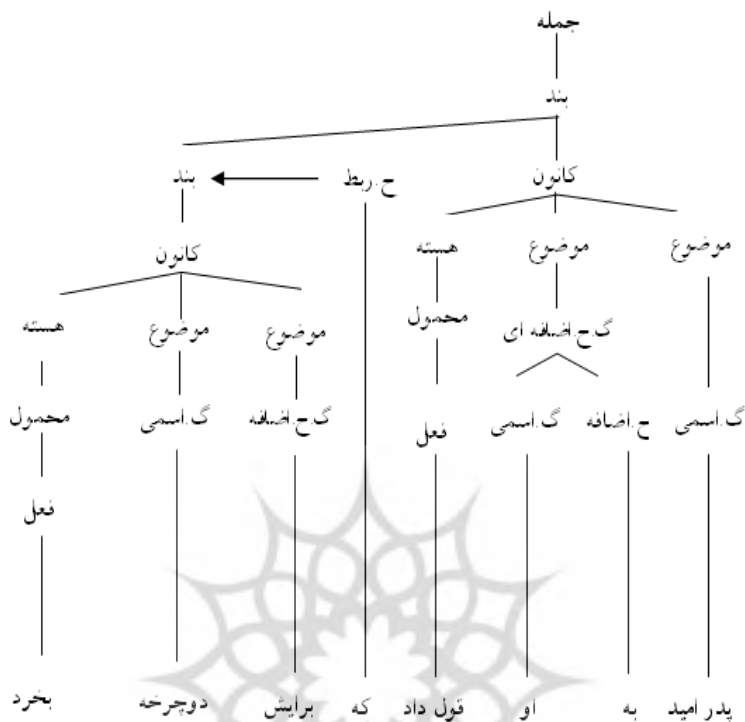 جمله
بند
کانون ح.ربط بند
موضوع موضوع هسته کانون
گ.ح.اضافه ای محمول موضوع موضوع هسته
گ.اسمی ح.اضافه گ.اسمی فعل گ.ح.اضافه گ.اسمی محمول
فعل
پدر امید به او قول داد که برایش دوچرخه بخرد